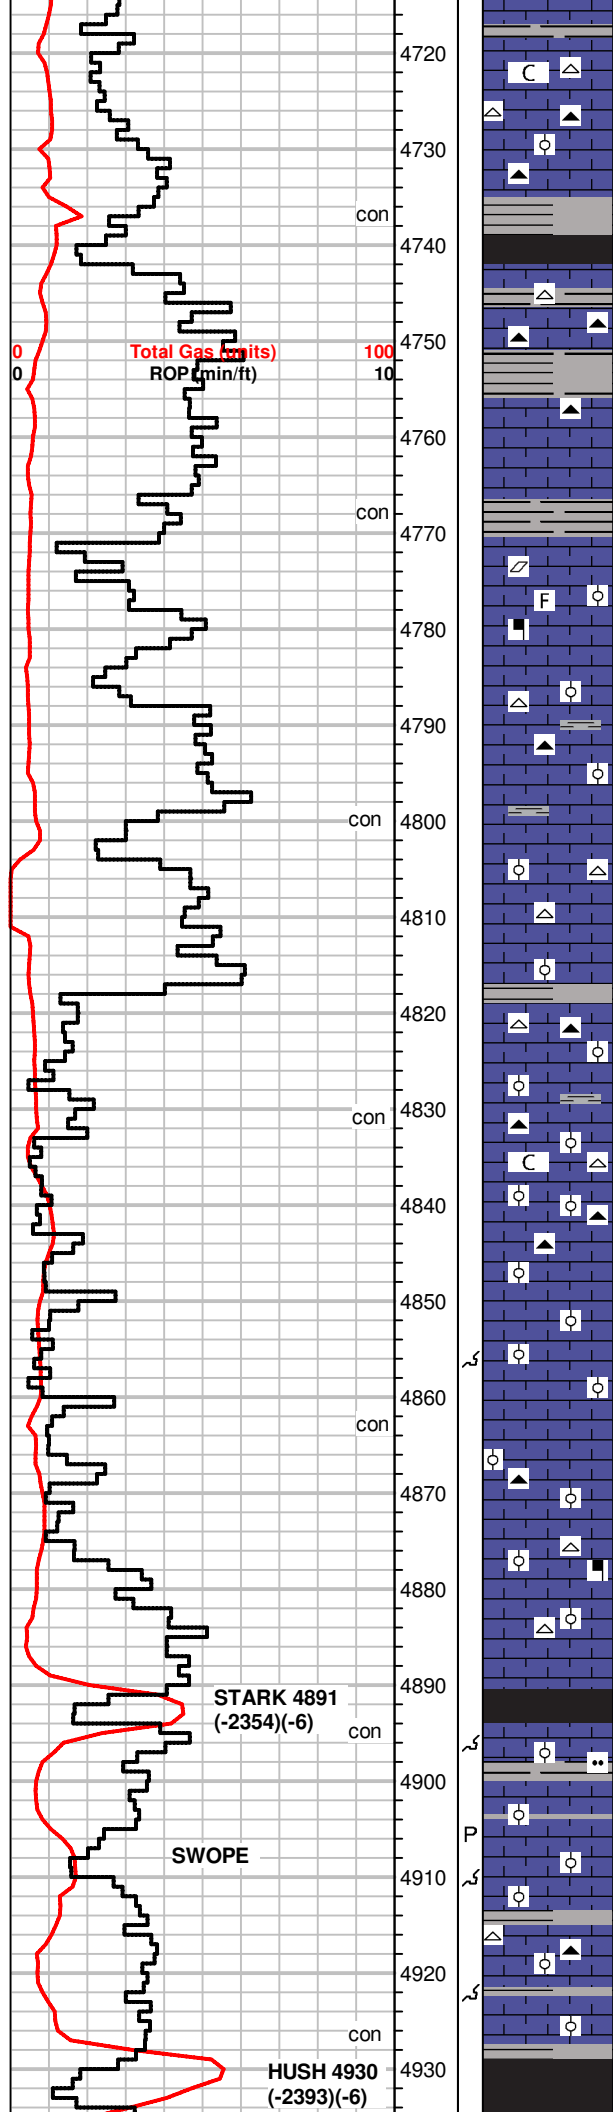 4720
C
4730
con
4740
4750
0 Total Gas (units) 100
0 ROP (min/ft) 10
4760
con
4770
F
4780
4790
con 4800
4810
4820
con 4830
C
4840
4850
4860
con
4870
4880
4890
STARK 4891
(-2354)(-6)
con
4900
P
SWOPE
4910
4920
con
HUSH 4930 4930
(-2393)(-6)